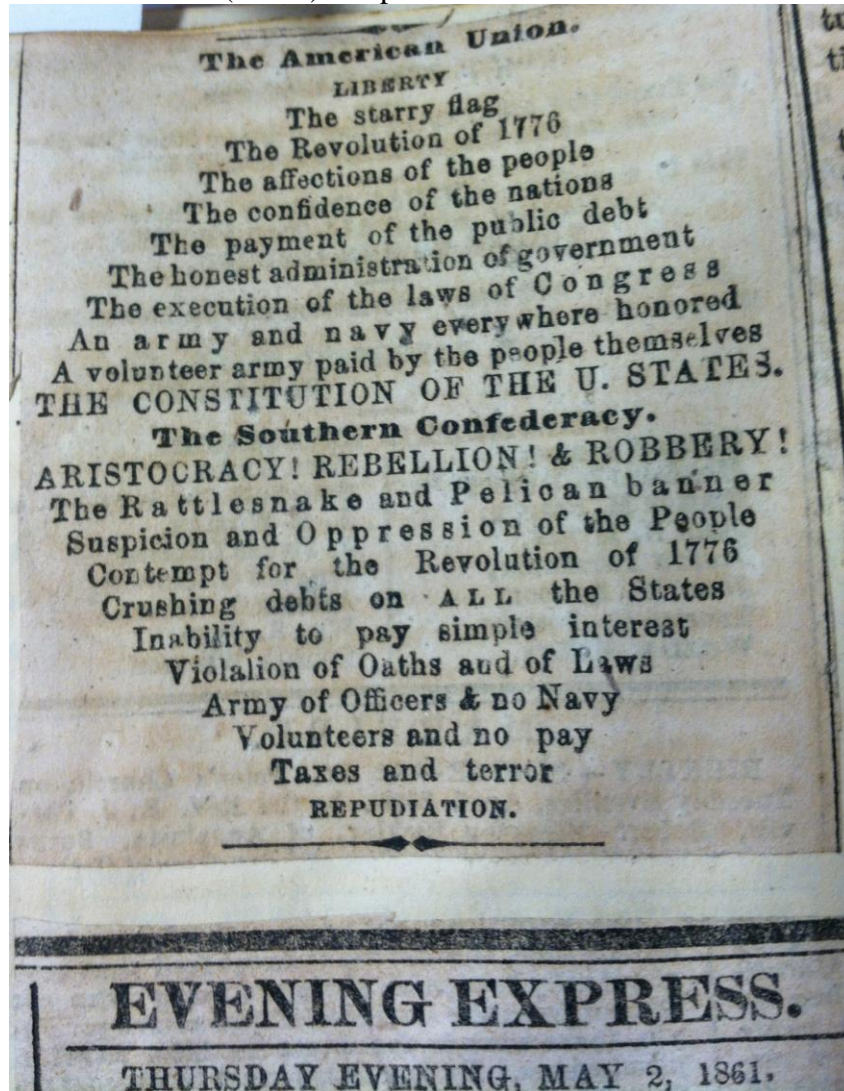 The American Union.
LIBERTY
The starry flag
The Revolution of 1776
The affections of the people
The confidence of the nations
The payment of the public debt
The honest administration of government
The execution of the laws of Congress
An army and navy everywhere honored
A volunteer army paid by the people themselves
THE CONSTITUTION OF THE U. STATES.
The Southern Confederacy.
ARISTOCRACY! REBELLION! & ROBBERY!
The Rattlesnake and Pelican banner
Suspicion and Oppression of the People
Contempt for the Revolution of 1776
Crushing debts on ALL the States
Inability to pay simple interest
Violalion of Oaths aud of Laws
Army of Officers & no Navy
Volunteers and no pay
Taxes and terror
REPUDIATION.
EVENING EXPRESS.
THURSDAY EVENING, MAY 2, 1861.